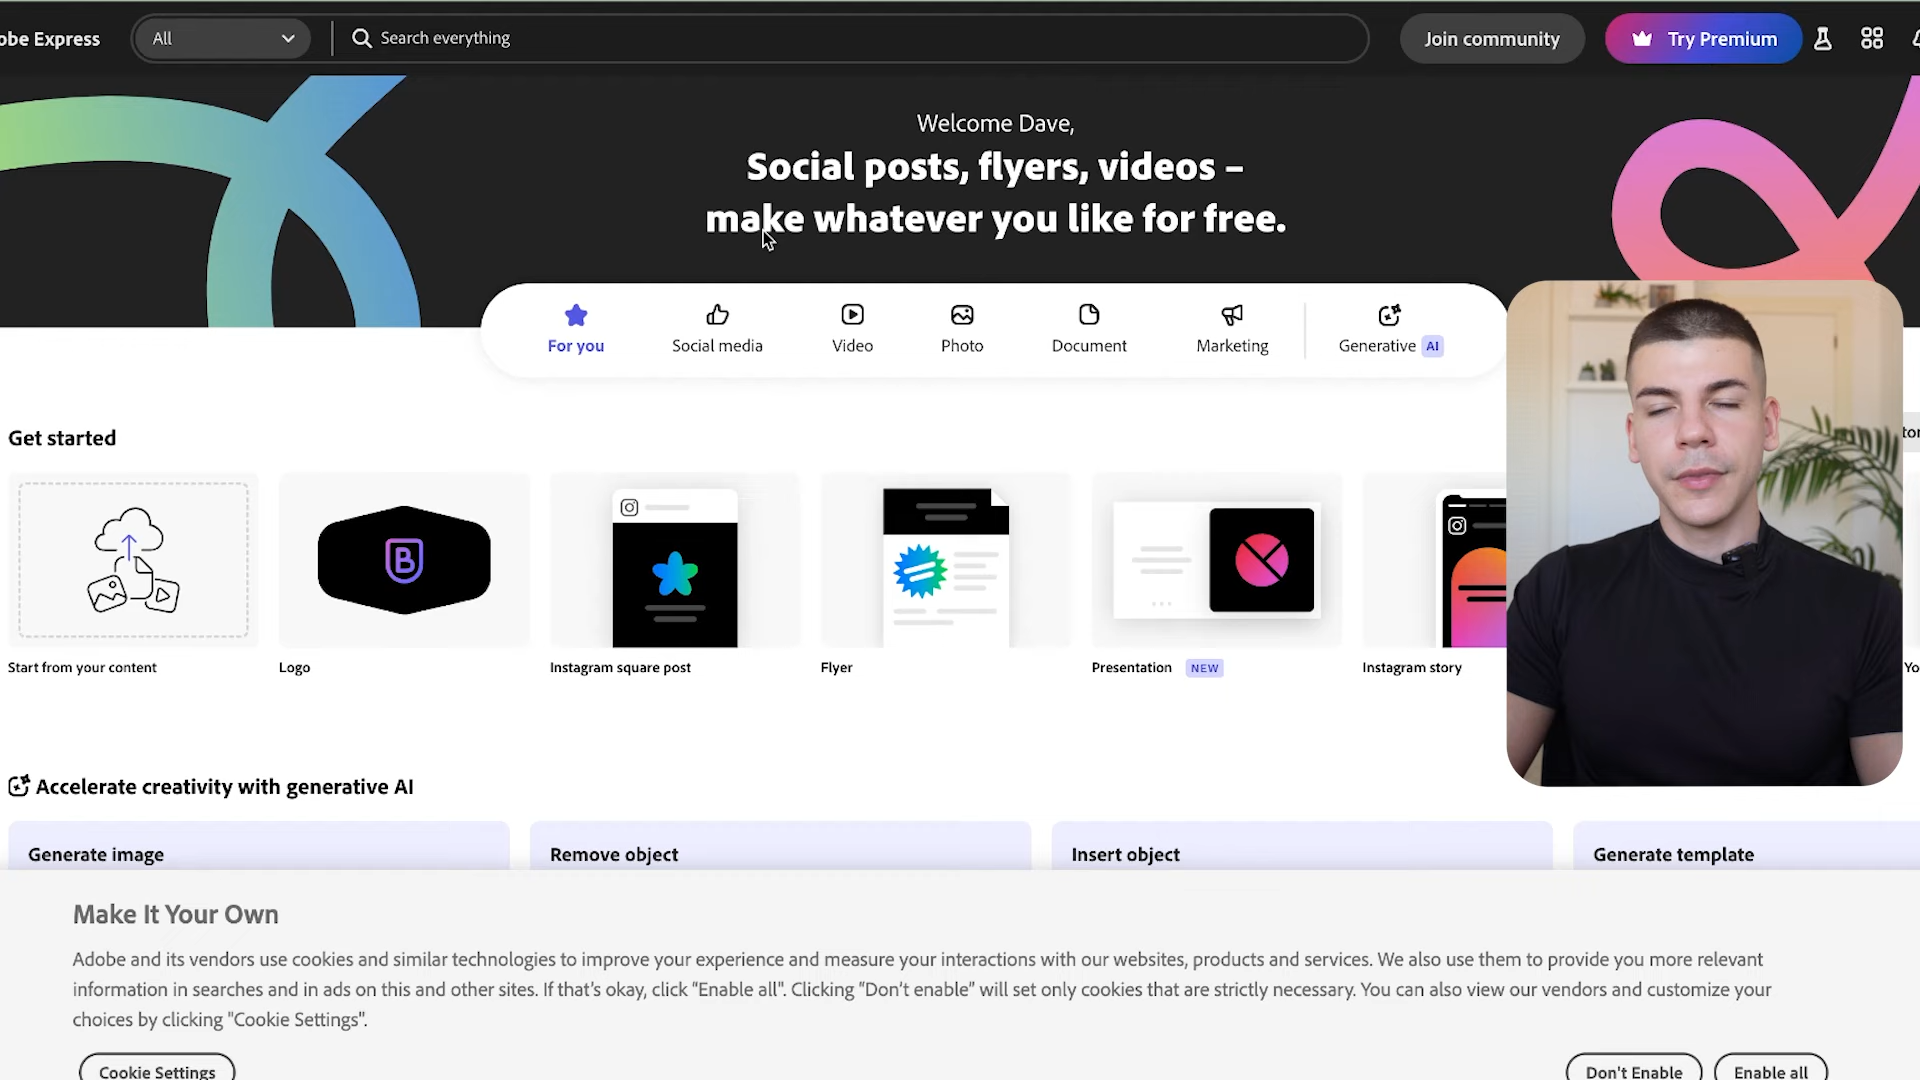 obe Express
All
Search everything
Join community
Try Premium
Welcome Dave,
Social posts, flyers, videos –
make whatever you like for free.
For you
Social media
Video
Photo
Document
Marketing
Generative AI
Get started
B
Start from your content
Logo
Instagram square post
Flyer
Presentation NEW
Instagram story
Yo
Accelerate creativity with generative AI
Generate image
Remove object
Insert object
Generate template
Make It Your Own
Adobe and its vendors use cookies and similar technologies to improve your experience and measure your interactions with our websites, products and services. We also use them to provide you more relevant
information in searches and in ads on this and other sites. If that’s okay, click “Enable all”. Clicking “Don’t enable” will set only cookies that are strictly necessary. You can also view our vendors and customize your
choices by clicking "Cookie Settings".
Cookie Settings
Don't Enable
Enable all